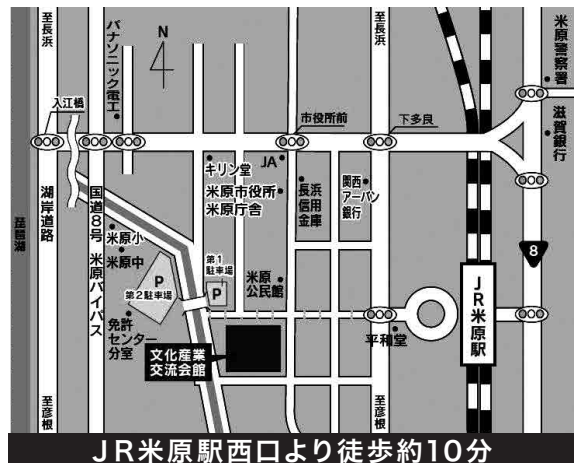 至長浜
パナソニック電工
N
至長浜
米原警察署
入江橋
市役所前
下多良
滋賀銀行
キリン堂
JA
米原市役所
米原庁舎
長浜
信用
金庫
関西
アーバン
銀行
琵琶湖
湖岸道路
国道8号 米原バイパス
米原小
米原中
P
第2駐車場
第1
駐車場
P
米原
公民館
8
JR米原駅
免許
センター
分室
平和堂
文化産業
交流会館
至彦根
至彦根
至彦根
JR米原駅西口より徒歩約10分